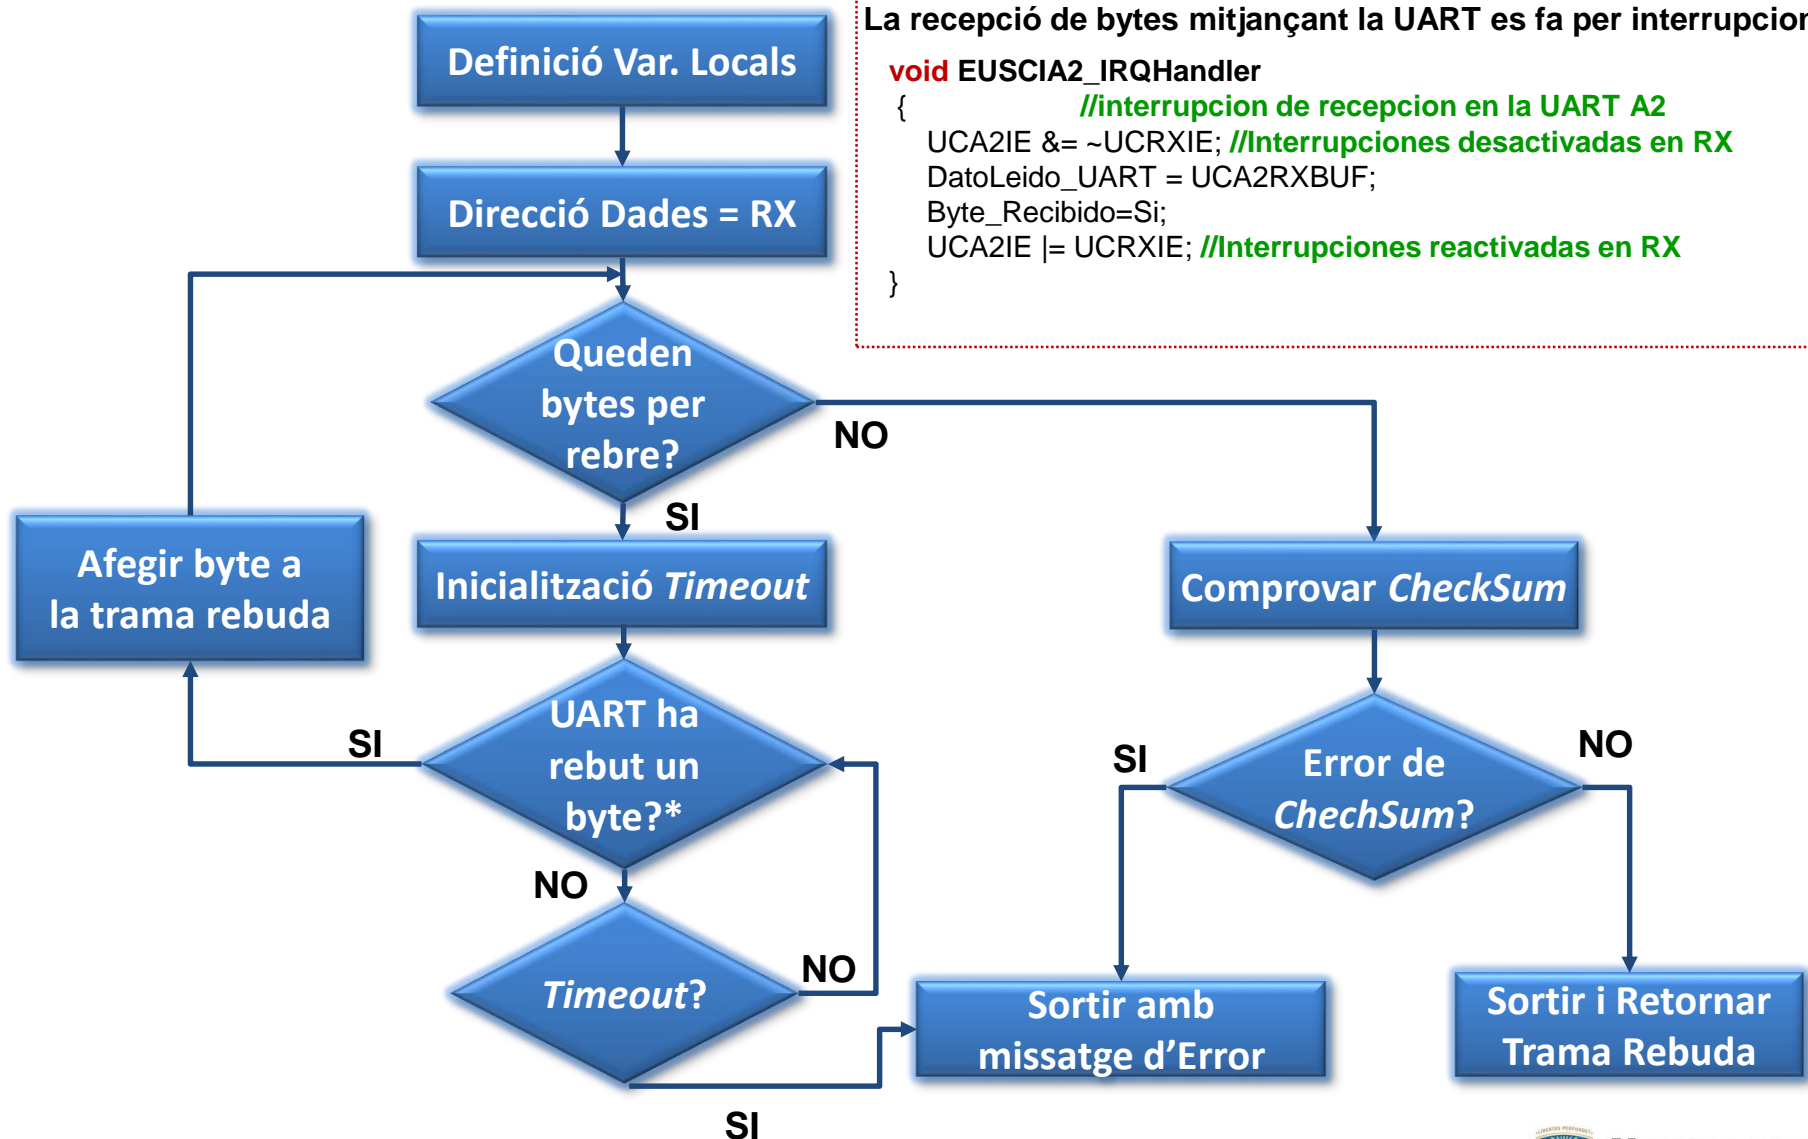 La recepció de bytes mitjançant la UART es fa per interrupcion
void EUSCIA2_IRQHandler
{ //interrupcion de recepcion en la UART A2
UCA2IE &= ~UCRXIE; //Interrupciones desactivadas en RX
DatoLeido_UART = UCA2RXBUF;
Byte_Recibido=Si;
UCA2IE |= UCRXIE; //Interrupciones reactivadas en RX
}
Definició Var. Locals
Direcció Dades = RX
Queden
bytes per
rebre?
NO
SI
Afegir byte a
la trama rebuda
Inicialització Timeout
Comprovar CheckSum
UART ha
rebut un
byte?*
SI
NO
Timeout?
NO
SI
Error de
ChechSum?
SI
NO
Sortir amb
missatge d'Error
Sortir i Retornar
Trama Rebuda